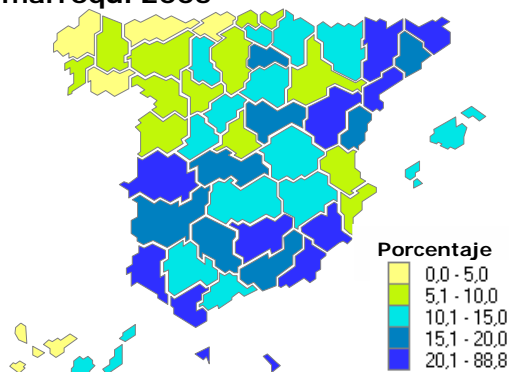 marroquí 2006
Porcentaje
0,0 - 5,0
5,1 - 10,0
10,1 - 15,0
15,1 - 20,0
20,1 - 88,8